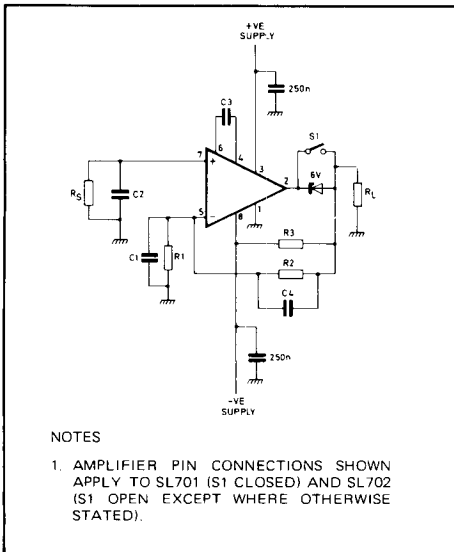 +VE
SUPPLY
250n
C3
S1
6
4
7
+
3
2
6V
RS
C2
5
−
8
1
RL
C1
R1
R3
R2
C4
250n
-VE
SUPPLY
NOTES
1. AMPLIFIER PIN CONNECTIONS SHOWN
APPLY TO SL701 (S1 CLOSED) AND SL702
(S1 OPEN EXCEPT WHERE OTHERWISE
STATED).